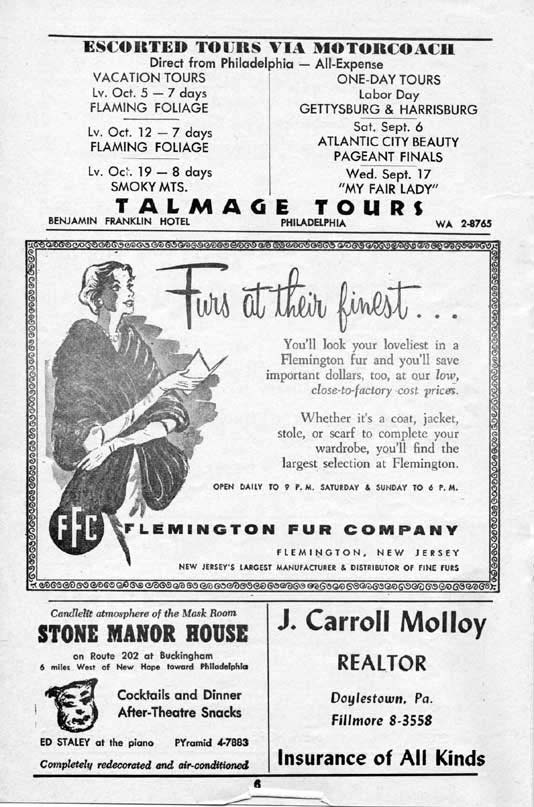 ESCORTED TOURS VIA MOTORCOACH
Direct from Philadelphia — All-Expense
VACATION TOURS
Lv. Oct. 5 — 7 days
FLAMING FOLIAGE
Lv. Oct. 12 — 7 days
FLAMING FOLIAGE
Lv. Oct. 19 — 8 days
SMOKY MTS.
ONE-DAY TOURS
Labor Day
GETTYSBURG & HARRISBURG
Sat. Sept. 6
ATLANTIC CITY BEAUTY
PAGEANT FINALS
Wed. Sept. 17
"MY FAIR LADY"
TALMAGE TOURS
BENJAMIN FRANKLIN HOTEL PHILADELPHIA WA 2-8765
Furs at their finest...
You'll look your loveliest in a
Flemington fur and you'll save
important dollars, too, at our low,
close-to-factory cost prices.
Whether it's a coat, jacket,
stole, or scarf to complete your
wardrobe, you'll find the
largest selection at Flemington.
OPEN DAILY TO 9 P.M. SATURDAY & SUNDAY TO 6 P.M.
FFC
FLEMINGTON FUR COMPANY
FLEMINGTON, NEW JERSEY
NEW JERSEY'S LARGEST MANUFACTURER & DISTRIBUTOR OF FINE FURS
Candlelit atmosphere of the Mask Room
STONE MANOR HOUSE
on Route 202 at Buckingham
6 miles West of New Hope toward Philadelphia
Cocktails and Dinner
After-Theatre Snacks
ED STALEY at the piano PYramid 4-7883
Completely redecorated and air-conditioned
J. Carroll Molloy
REALTOR
Doylestown, Pa.
Fillmore 8-3558
Insurance of All Kinds
6